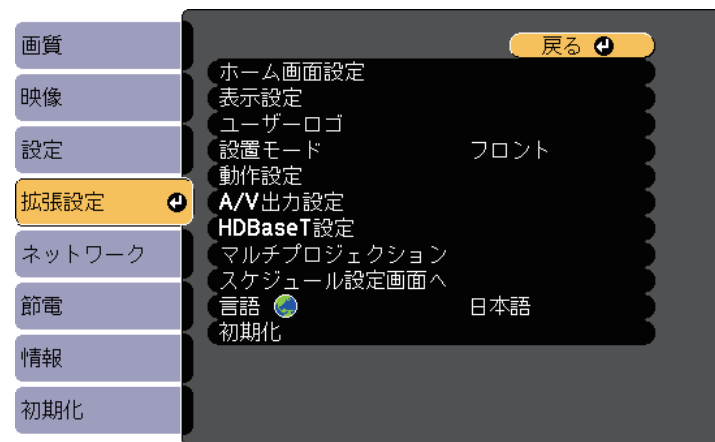 画質
映像
設定
拡張設定
ネットワーク
節電
情報
初期化
戻る
ホーム画面設定
表示設定
ユーザーロゴ
設置モード フロント
動作設定
A/V出力設定
HDBaseT設定
マルチプロジェクション
スケジュール設定画面へ
言語 日本語
初期化